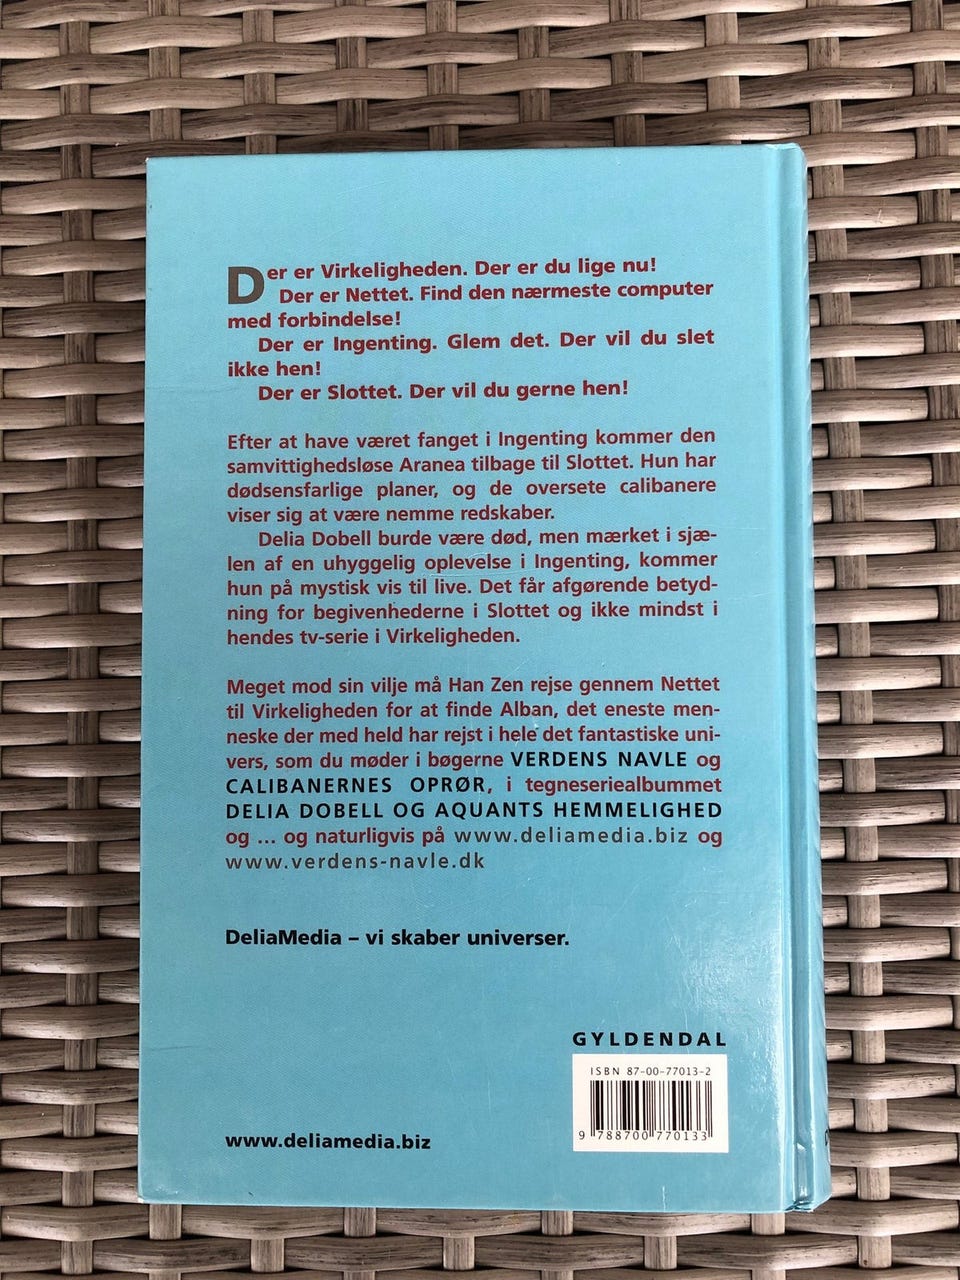 Der er Virkeligheden. Der er du lige nu!
Der er Nettet. Find den nærmeste computer
med forbindelse!
Der er Ingenting. Glem det. Der vil du slet
ikke hen!
Der er Slottet. Der vil du gerne hen!
Efter at have været fanget i Ingenting kommer den
samvittighedsløse Aranea tilbage til Slottet. Hun har
dødsensfarlige planer, og de oversete calibanere
viser sig at være nemme redskaber.
Delia Dobell burde være død, men mærket i sjæ-
len af en uhyggelig oplevelse i Ingenting, kommer
hun på mystisk vis til live. Det får afgørende betyd-
ning for begivenhederne i Slottet og ikke mindst i
hendes tv-serie i Virkeligheden.
Meget mod sin vilje må Han Zen rejse gennem Nettet
til Virkeligheden for at finde Alban, det eneste men-
neske der med held har rejst i hele det fantastiske uni-
vers, som du møder i bøgerne VERDENS NAVLE og
CALIBANERNES OPRØR, i tegneseriealbummet
DELIA DOBELL OG AQUANTS HEMMELIGHED
og ... og naturligvis på www.deliamedia.biz og
www.verdens-navle.dk
DeliaMedia – vi skaber universer.
GYLDENDAL
ISBN 87-00-77013-2
9 788700 770133
www.deliamedia.biz